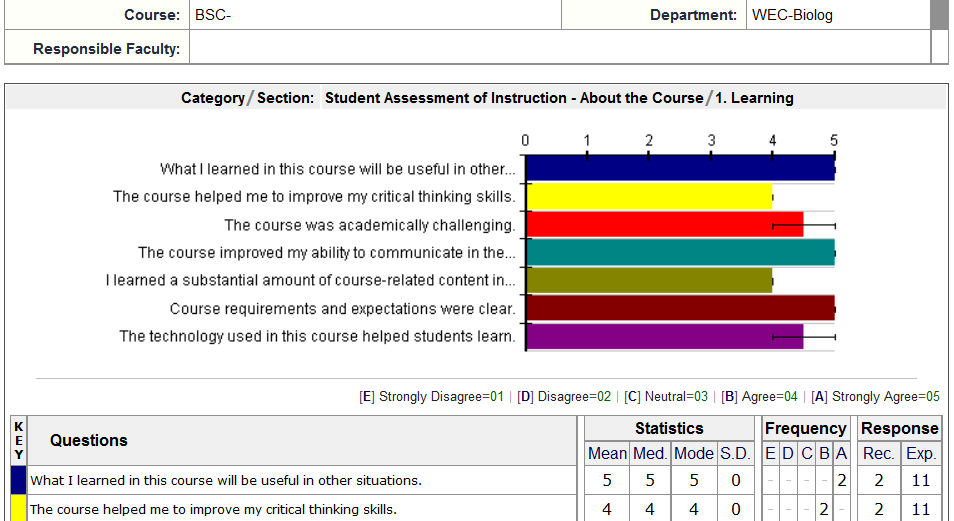 Course: BSC- Department: WEC-Biolog
Responsible Faculty:
Category/Section: Student Assessment of Instruction - About the Course/1. Learning
0 1 2 3 4 5
What I learned in this course will be useful in other...
The course helped me to improve my critical thinking skills.
The course was academically challenging.
The course improved my ability to communicate in the...
I learned a substantial amount of course-related content in...
Course requirements and expectations were clear.
The technology used in this course helped students learn.
[E] Strongly Disagree=01 | [D] Disagree=02 | [C] Neutral=03 | [B] Agree=04 | [A] Strongly Agree=05
KEY Questions Statistics Frequency Response
Mean Med. Mode S.D. E D C B A Rec. Exp.
What I learned in this course will be useful in other situations. 5 5 5 0 - - - - 2 2 11
The course helped me to improve my critical thinking skills. 4 4 4 0 - - - 2 - 2 11